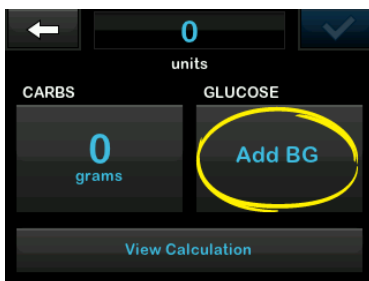 0
units
CARBS
GLUCOSE
0
grams
Add BG
View Calculation